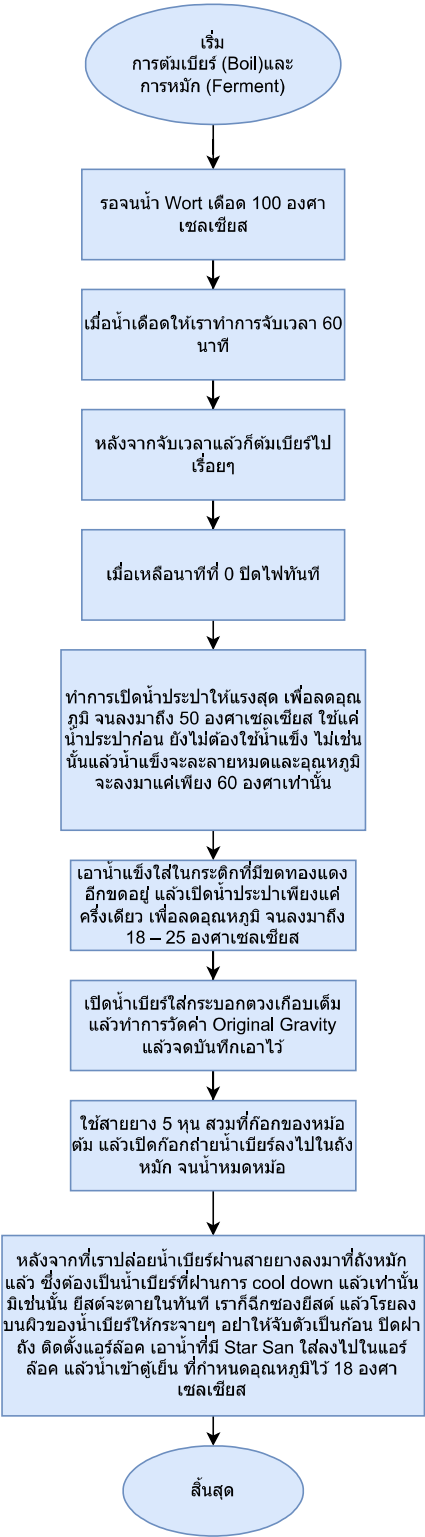 เริ่ม
การต้มเบียร์ (Boil)และ
การหมัก (Ferment)
รอจนน้ำ Wort เดือด 100 องศา
เซลเซียส
เมื่อน้ำเดือดให้เราทำการจับเวลา 60
นาที
หลังจากจับเวลาแล้วก็ต้มเบียร์ไป
เรื่อยๆ
เมื่อเหลือนาทีที่ 0 ปิดไฟทันที
ทำการเปิดน้ำประปาให้แรงสุด เพื่อลดอุณ
ภูมิ จนลงมาถึง 50 องศาเซลเซียส ใช้แค่
น้ำประปาก่อน ยังไม่ต้องใช้น้ำแข็ง ไม่เช่น
นั้นแล้วน้ำแข็งจะละลายหมดและอุณหภูมิ
จะลงมาแค่เพียง 60 องศาเท่านั้น
เอาน้ำแข็งใส่ในกระติกที่มีขดทองแดง
อีกขดอยู่ แล้วเปิดน้ำประปาเพียงแค่
ครึ่งเดียว เพื่อลดอุณหภูมิ จนลงมาถึง
18 – 25 องศาเซลเซียส
เปิดน้ำเบียร์ใส่กระบอกตวงเกือบเต็ม
แล้วทำการวัดค่า Original Gravity
แล้วจดบันทึกเอาไว้
ใช้สายยาง 5 หุน สวมที่ก๊อกของหม้อ
ต้ม แล้วเปิดก๊อกถ่ายน้ำเบียร์ลงไปในถัง
หมัก จนน้ำหมดหม้อ
หลังจากที่เราปล่อยน้ำเบียร์ผ่านสายยางลงมาที่ถังหมัก
แล้ว ซึ่งต้องเป็นน้ำเบียร์ที่ผ่านการ cool down แล้วเท่านั้น
มิเช่นนั้น ยีสต์จะตายในทันที เราก็ฉีกซองยีสต์ แล้วโรยลง
บนผิวของน้ำเบียร์ให้กระจายๆ อย่าให้จับตัวเป็นก้อน ปิดฝา
ถัง ติดตั้งแอร์ล๊อค เอาน้ำที่มี Star San ใส่ลงไปในแอร์
ล๊อค แล้วน้ำเข้าตู้เย็น ที่กำหนดอุณหภูมิไว้ 18 องศา
เซลเซียส
สิ้นสุด